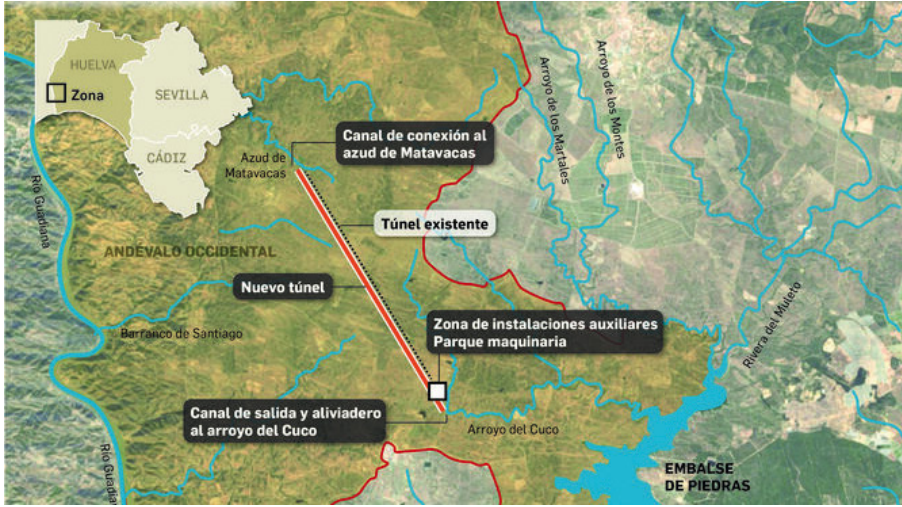 HUELVA
Zona
SEVILLA
CÁDIZ
Canal de conexión al
azud de Matavacas
Azud de
Matavacas
Arroyo de los Martales
Arroyo de los Montes
Río Guadiana
Túnel existente
ANDÉVALO OCCIDENTAL
Nuevo túnel
Barranco de Santiago
Zona de instalaciones auxiliares
Parque maquinaria
Rivera del Muleto
Canal de salida y aliviadero
al arroyo del Cuco
Arroyo del Cuco
Río Guadiana
EMBALSE
DE PIEDRAS